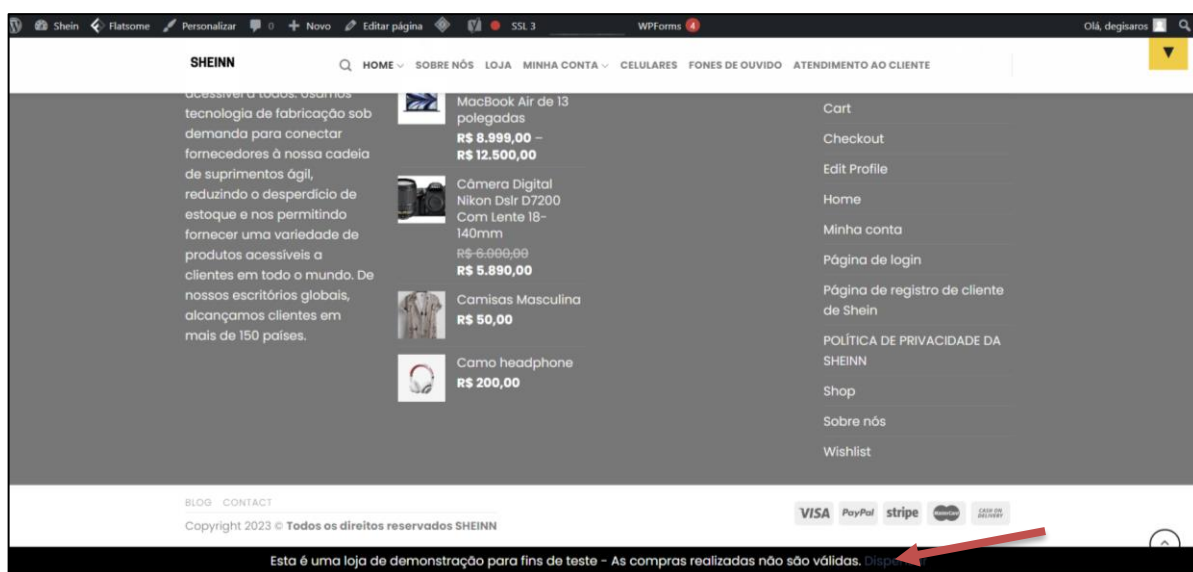 Shein Flatsome Personalizar 0 + Novo Editar página SSL 3 WPForms 4 Olá, degisaros
SHEINN HOME SOBRE NÓS LOJA MINHA CONTA CELULARES FONES DE OUVIDO ATENDIMENTO AO CLIENTE
acessível a todos. Usamos
tecnologia de fabricação sob
demanda para conectar
fornecedores à nossa cadeia
de suprimentos ágil,
reduzindo o desperdício de
estoque e nos permitindo
fornecer uma variedade de
produtos acessíveis a
clientes em todo o mundo. De
nossos escritórios globais,
alcançamos clientes em
mais de 150 países.
MacBook Air de 13
polegadas
R$ 8.999,00 –
R$ 12.500,00
Câmera Digital
Nikon Dslr D7200
Com Lente 18-
140mm
R$ 6.000,00
R$ 5.890,00
Camisas Masculina
R$ 50,00
Camo headphone
R$ 200,00
Cart
Checkout
Edit Profile
Home
Minha conta
Página de login
Página de registro de cliente
de Shein
POLÍTICA DE PRIVACIDADE DA
SHEINN
Shop
Sobre nós
Wishlist
BLOG CONTACT
Copyright 2023 © Todos os direitos reservados SHEINN
VISA PayPal stripe MasterCard CASH ON DELIVERY
Esta é uma loja de demonstração para fins de teste - As compras realizadas não são válidas.